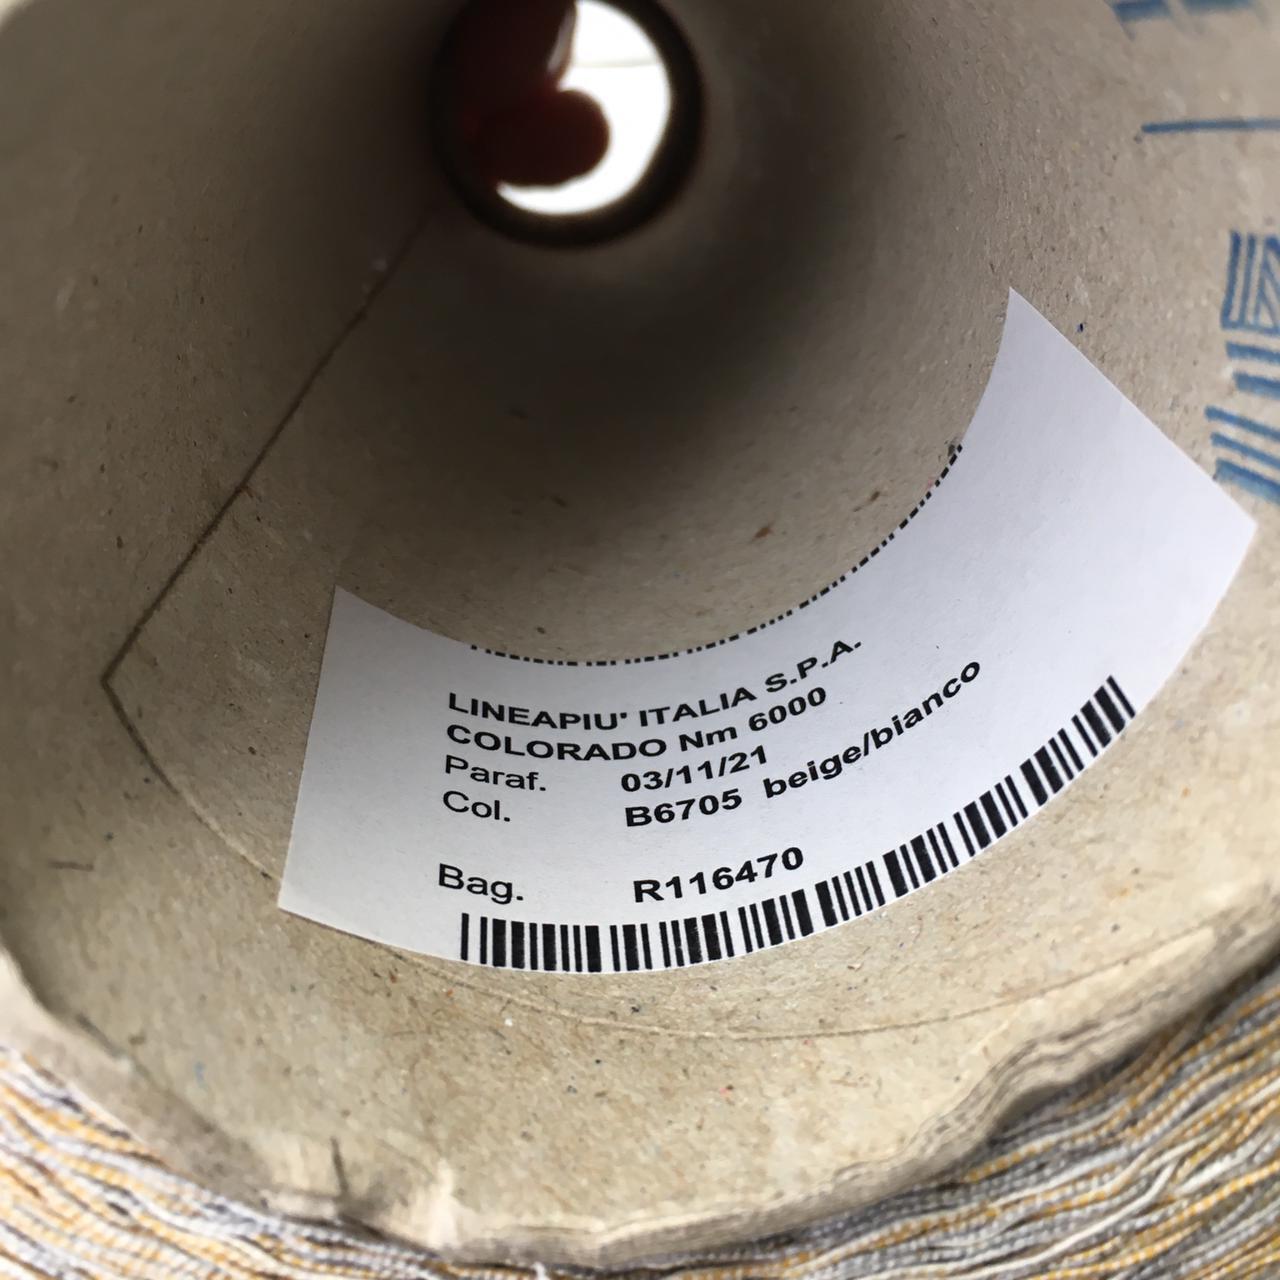 LINEAPIU' ITALIA S.P.A.
COLORADO Nm 6000
Paraf. 03/11/21
Col. B6705 beige/bianco
Bag. R116470